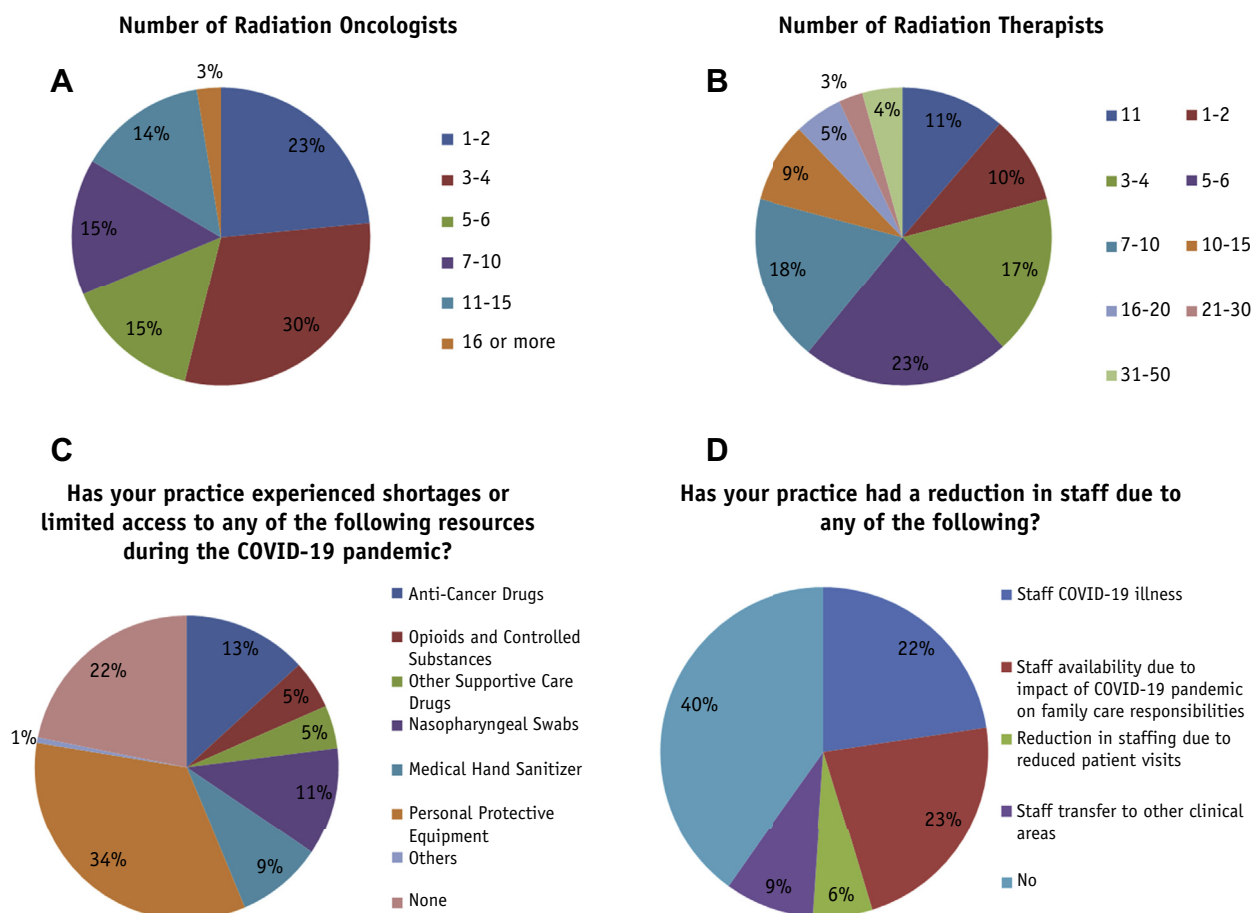 Number of Radiation Oncologists
A
3%
14%
23%
15%
15%
30%
1-2
3-4
5-6
7-10
11-15
16 or more
Number of Radiation Therapists
B
3%
4%
11%
5%
10%
9%
18%
17%
23%
11 1-2
3-4 5-6
7-10 10-15
16-20 21-30
31-50
C
Has your practice experienced shortages or
limited access to any of the following resources
during the COVID-19 pandemic?
13%
22%
5%
5%
1%
11%
34%
9%
Anti-Cancer Drugs
Opioids and Controlled
Substances
Other Supportive Care
Drugs
Nasopharyngeal Swabs
Medical Hand Sanitizer
Personal Protective
Equipment
Others
None
D
Has your practice had a reduction in staff due to
any of the following?
22%
40%
23%
9%
6%
Staff COVID-19 illness
Staff availability due to
impact of COVID-19 pandemic
on family care responsibilities
Reduction in staffing due to
reduced patient visits
Staff transfer to other clinical
areas
No